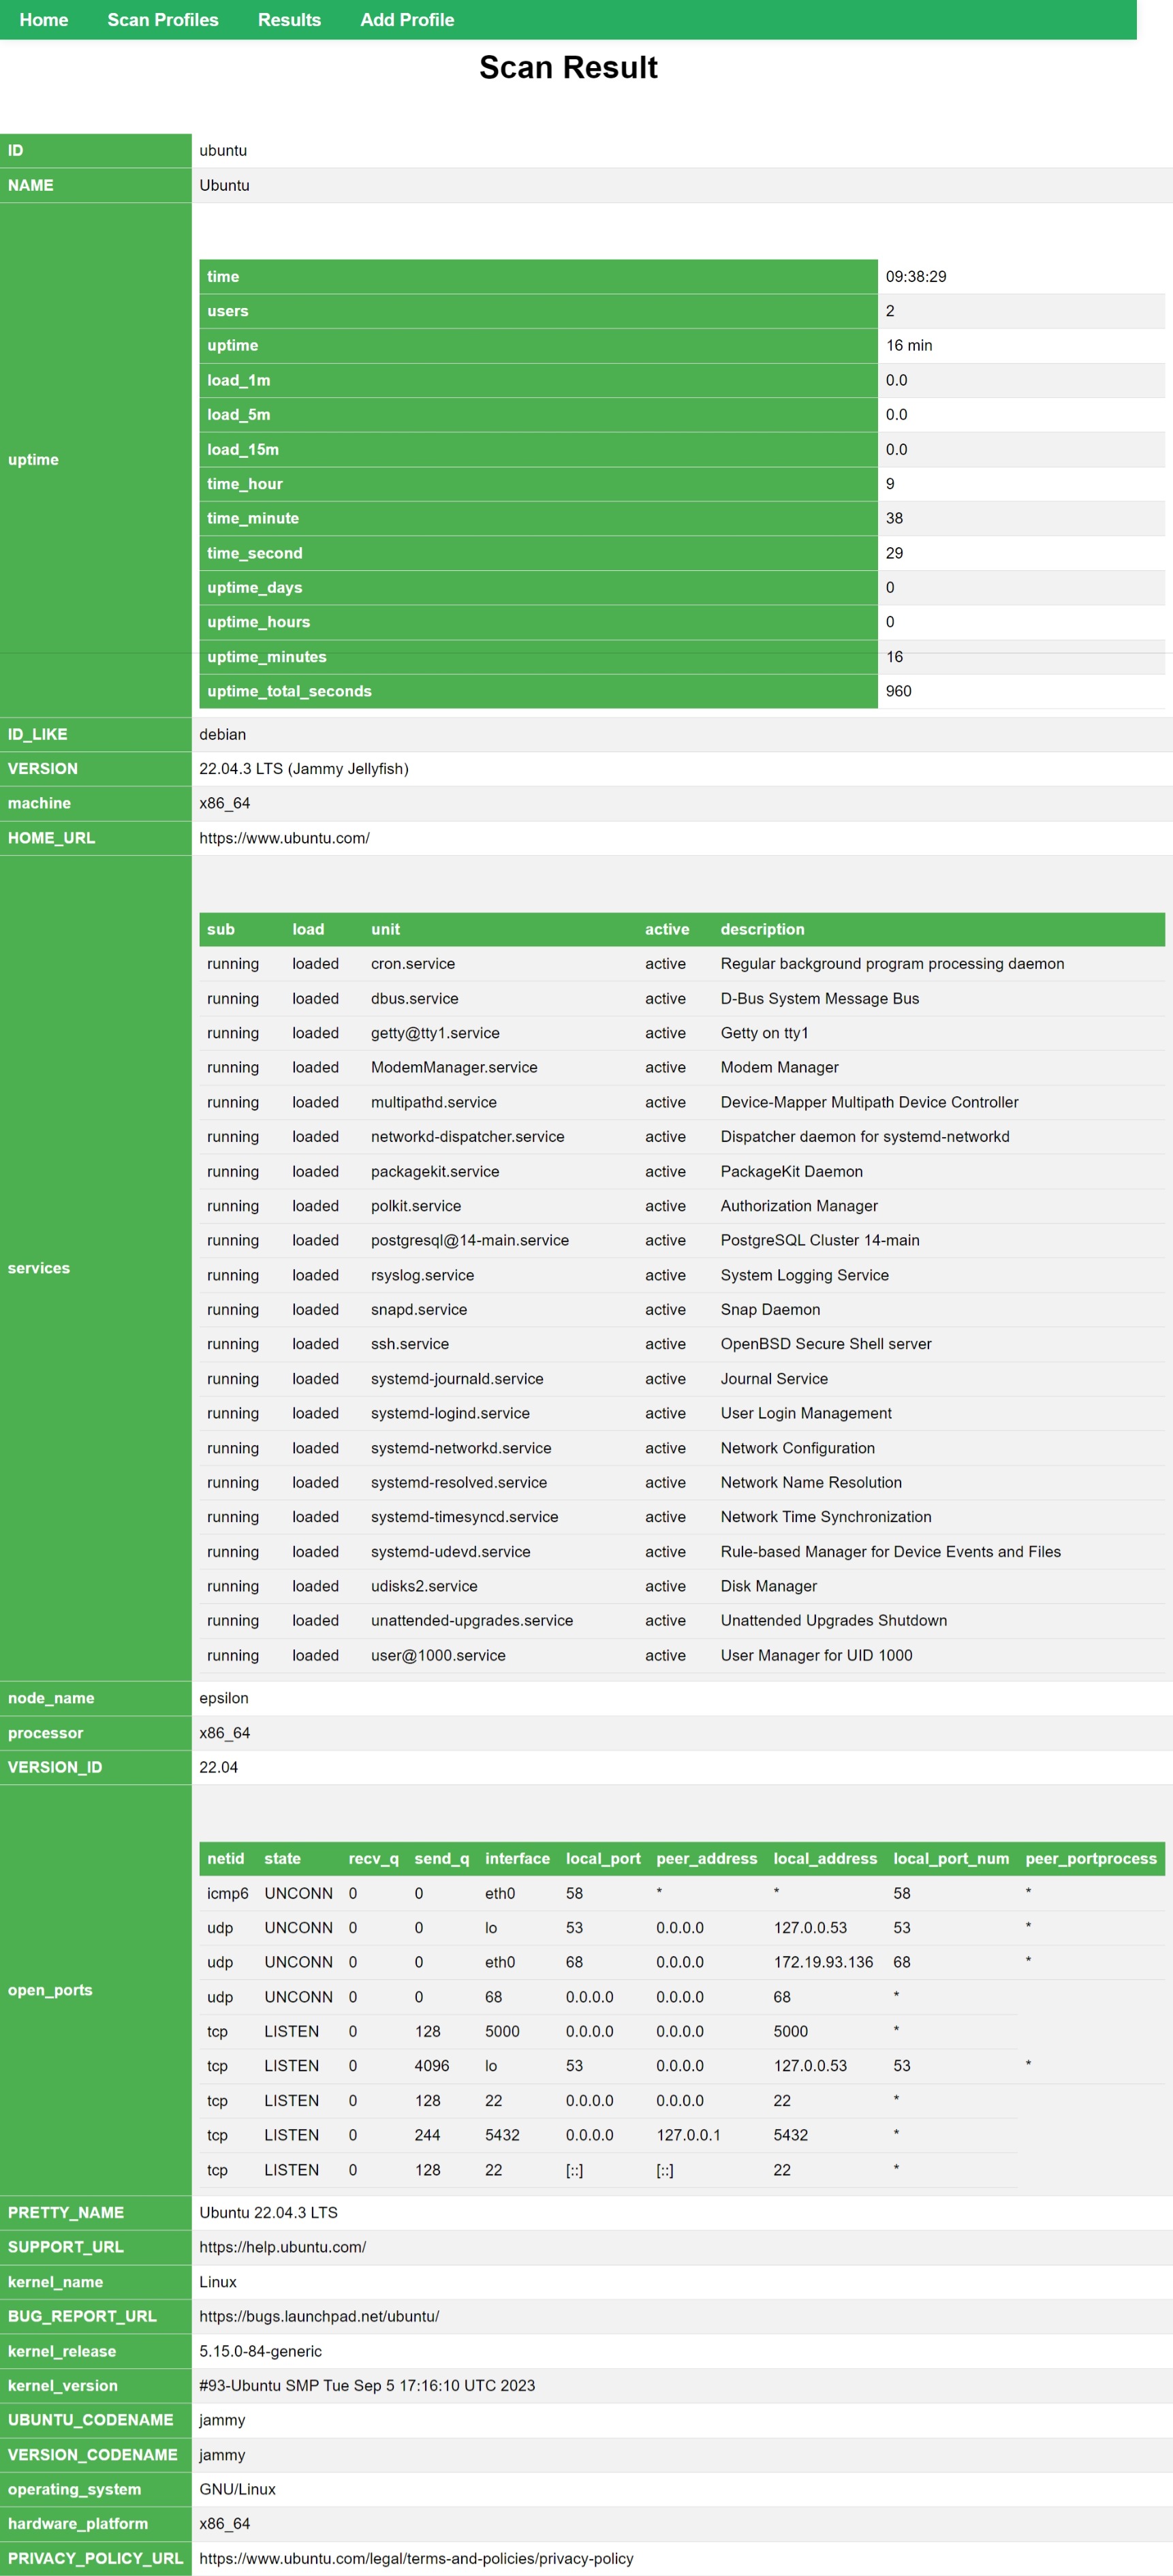 Home Scan Profiles Results Add Profile
Scan Result
ID ubuntu
NAME Ubuntu
uptime
time 09:38:29
users 2
uptime 16 min
load_1m 0.0
load_5m 0.0
load_15m 0.0
time_hour 9
time_minute 38
time_second 29
uptime_days 0
uptime_hours 0
uptime_minutes 16
uptime_total_seconds 960
ID_LIKE debian
VERSION 22.04.3 LTS (Jammy Jellyfish)
machine x86_64
HOME_URL https://www.ubuntu.com/
services
sub load unit active description
running loaded cron.service active Regular background program processing daemon
running loaded dbus.service active D-Bus System Message Bus
running loaded getty@tty1.service active Getty on tty1
running loaded ModemManager.service active Modem Manager
running loaded multipathd.service active Device-Mapper Multipath Device Controller
running loaded networkd-dispatcher.service active Dispatcher daemon for systemd-networkd
running loaded packagekit.service active PackageKit Daemon
running loaded polkit.service active Authorization Manager
running loaded postgresql@14-main.service active PostgreSQL Cluster 14-main
running loaded rsyslog.service active System Logging Service
running loaded snapd.service active Snap Daemon
running loaded ssh.service active OpenBSD Secure Shell server
running loaded systemd-journald.service active Journal Service
running loaded systemd-logind.service active User Login Management
running loaded systemd-networkd.service active Network Configuration
running loaded systemd-resolved.service active Network Name Resolution
running loaded systemd-timesyncd.service active Network Time Synchronization
running loaded systemd-udevd.service active Rule-based Manager for Device Events and Files
running loaded udisks2.service active Disk Manager
running loaded unattended-upgrades.service active Unattended Upgrades Shutdown
running loaded user@1000.service active User Manager for UID 1000
node_name epsilon
processor x86_64
VERSION_ID 22.04
open_ports
netid state recv_q send_q interface local_port peer_address local_address local_port_num peer_portprocess
icmp6 UNCONN 0 0 eth0 58 * * 58 *
udp UNCONN 0 0 lo 53 0.0.0.0 127.0.0.53 53 *
udp UNCONN 0 0 eth0 68 0.0.0.0 172.19.93.136 68 *
udp UNCONN 0 0 68 0.0.0.0 0.0.0.0 68 *
tcp LISTEN 0 128 5000 0.0.0.0 0.0.0.0 5000 *
tcp LISTEN 0 4096 lo 53 0.0.0.0 127.0.0.53 53 *
tcp LISTEN 0 128 22 0.0.0.0 0.0.0.0 22 *
tcp LISTEN 0 244 5432 0.0.0.0 127.0.0.1 5432 *
tcp LISTEN 0 128 22 [::] [::] 22 *
PRETTY_NAME Ubuntu 22.04.3 LTS
SUPPORT_URL https://help.ubuntu.com/
kernel_name Linux
BUG_REPORT_URL https://bugs.launchpad.net/ubuntu/
kernel_release 5.15.0-84-generic
kernel_version #93-Ubuntu SMP Tue Sep 5 17:16:10 UTC 2023
UBUNTU_CODENAME jammy
VERSION_CODENAME jammy
operating_system GNU/Linux
hardware_platform x86_64
PRIVACY_POLICY_URL https://www.ubuntu.com/legal/terms-and-policies/privacy-policy